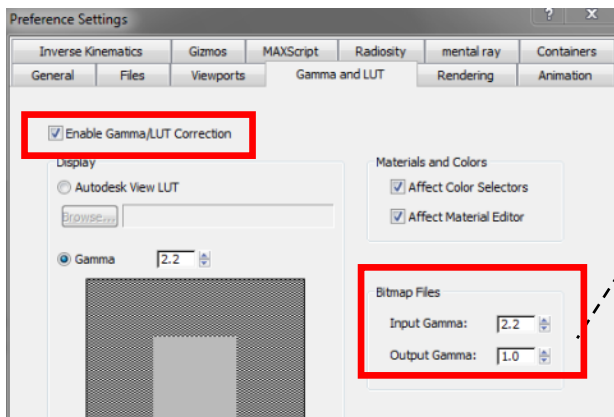 Preference Settings
? X
Inverse Kinematics Gizmos MAXScript Radiosity mental ray Containers
General Files Viewports Gamma and LUT Rendering Animation
Enable Gamma/LUT Correction
Display
Autodesk View LUT
Browse...
Gamma 2.2
Materials and Colors
Affect Color Selectors
Affect Material Editor
Bitmap Files
Input Gamma: 2.2
Output Gamma: 1.0